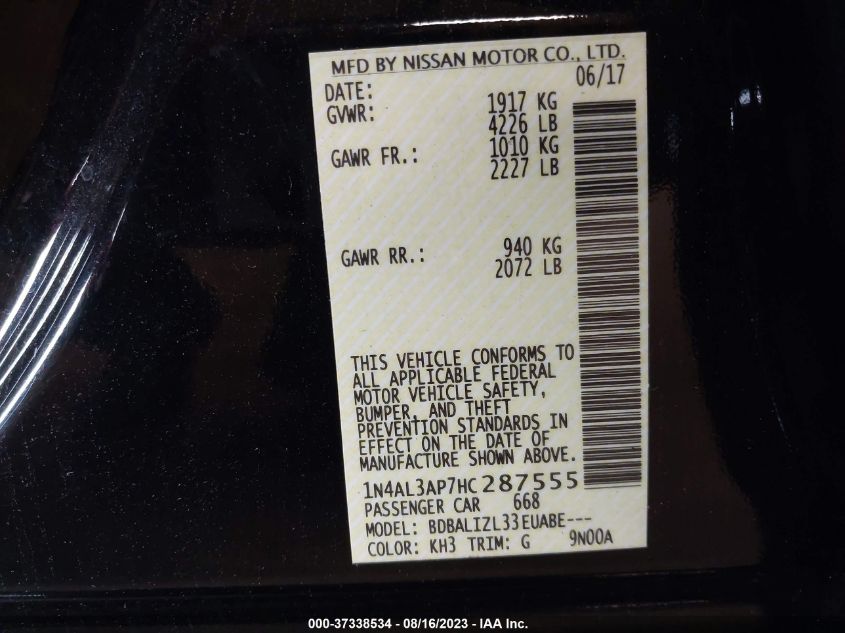 MFD BY NISSAN MOTOR CO., LTD.
DATE: 06/17
GVWR: 1917 KG
4226 LB
GAWR FR.: 1010 KG
2227 LB
GAWR RR.: 940 KG
2072 LB
THIS VEHICLE CONFORMS TO
ALL APPLICABLE FEDERAL
MOTOR VEHICLE SAFETY,
BUMPER, AND THEFT
PREVENTION STANDARDS IN
EFFECT ON THE DATE OF
MANUFACTURE SHOWN ABOVE.
1N4AL3AP7HC287555
PASSENGER CAR 668
MODEL: BDBALIZL33EUABE---
COLOR: KH3 TRIM: G 9N00A
000-37338534 - 08/16/2023 - IAA Inc.